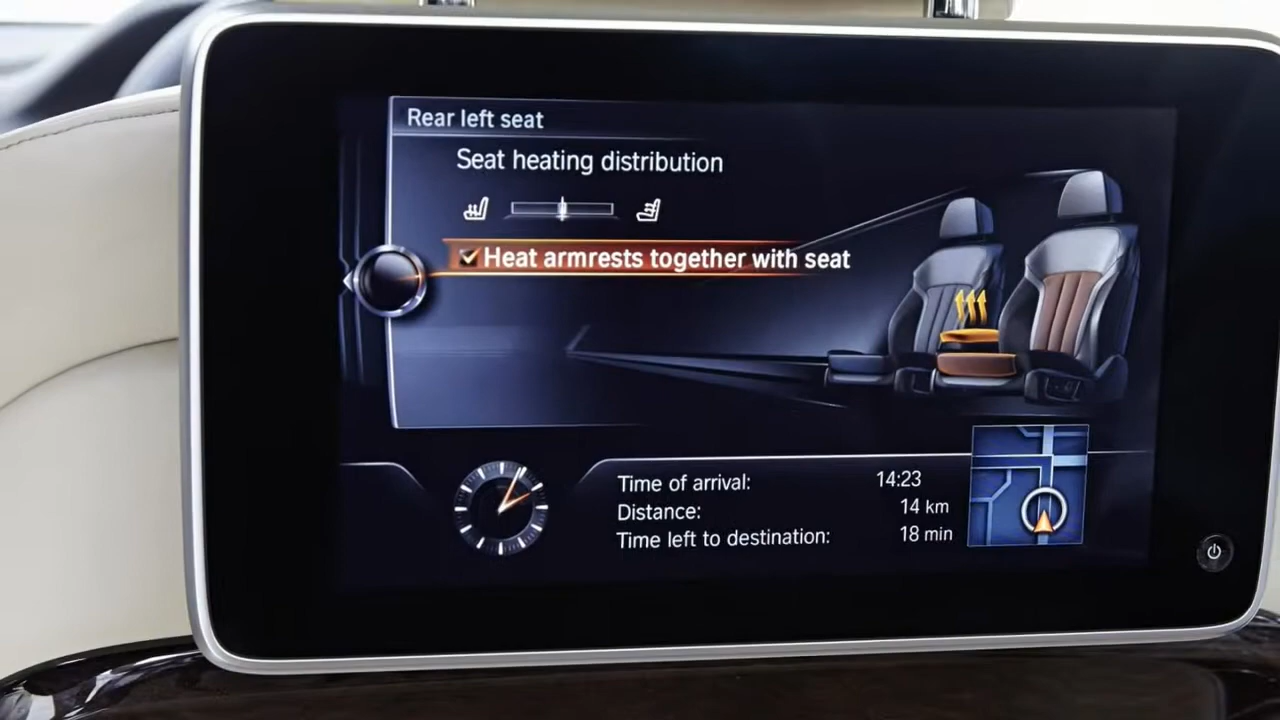 Rear left seat
Seat heating distribution
Heat armrests together with seat
Time of arrival: 14:23
Distance: 14 km
Time left to destination: 18 min